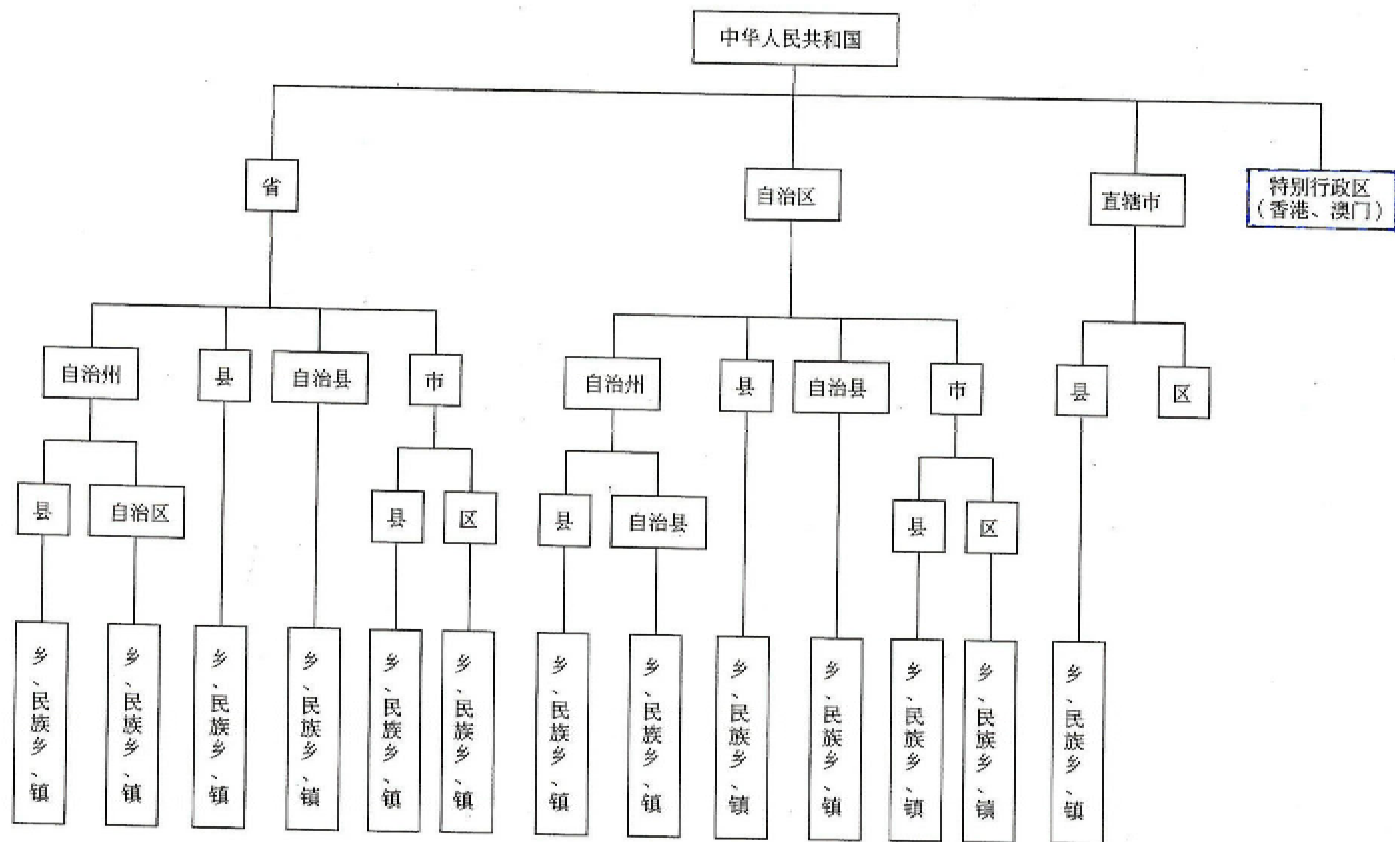 中华人民共和国
省
自治区
直辖市
特别行政区
(香港、澳门)
自治州
县
自治县
市
自治州
县
自治县
市
县
区
县
自治区
县
区
县
自治县
县
区
乡、民族乡、镇
乡、民族乡、镇
乡、民族乡、镇
乡、民族乡、镇
乡、民族乡、镇
乡、民族乡、镇
乡、民族乡、镇
乡、民族乡、镇
乡、民族乡、镇
乡、民族乡、镇
乡、民族乡、镇
乡、民族乡、镇
乡、民族乡、镇